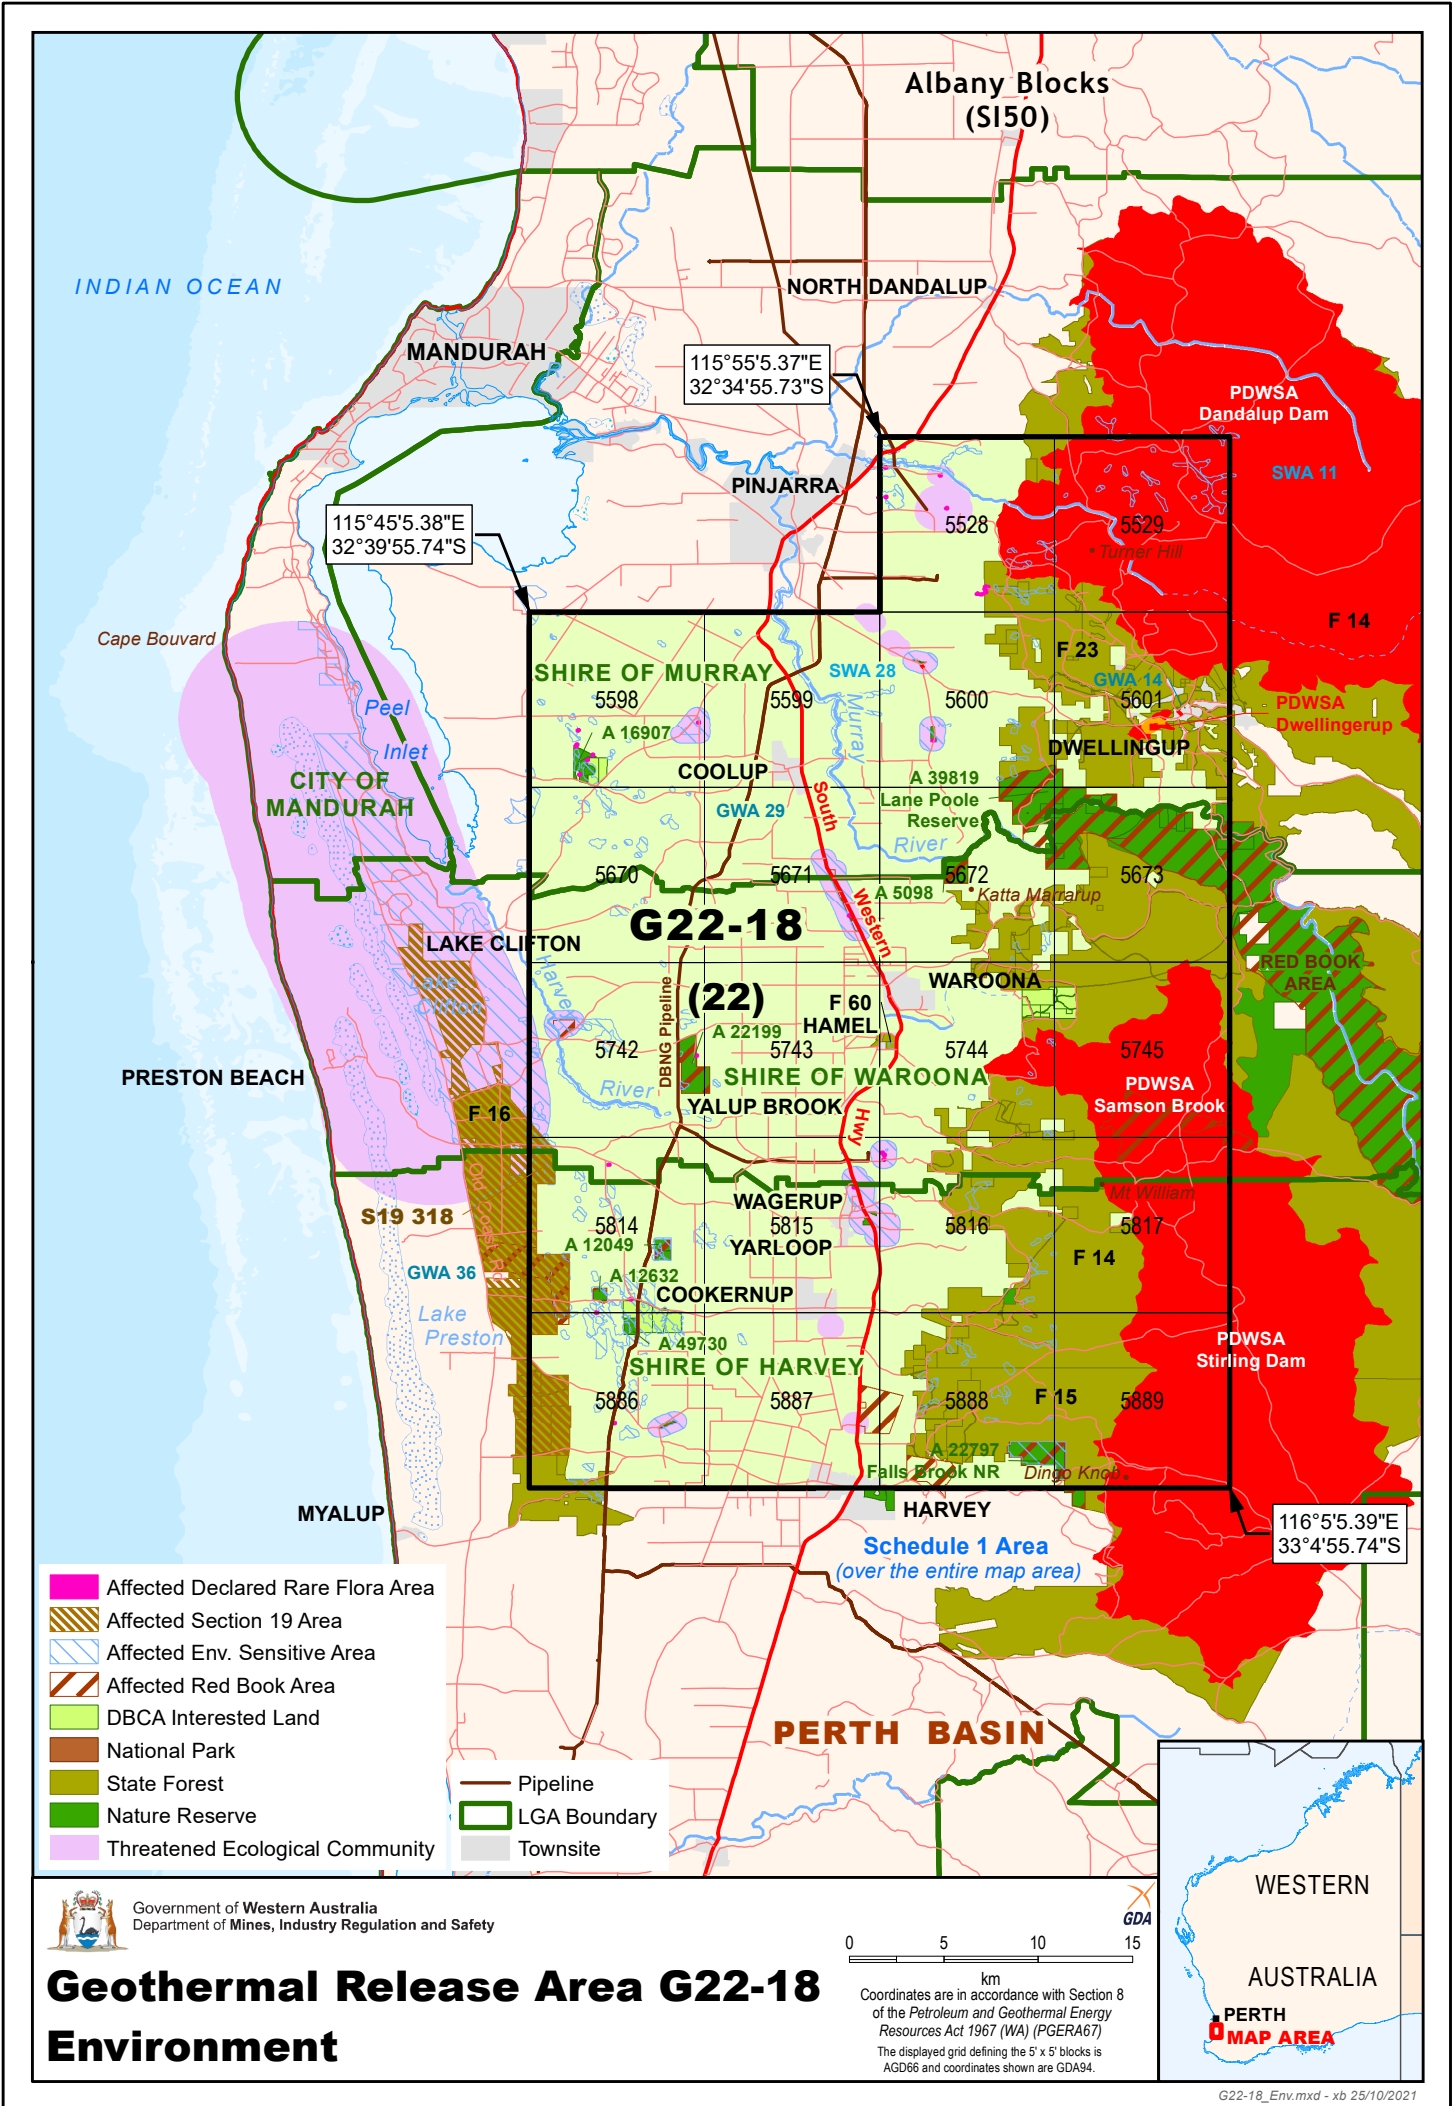 Albany Blocks
(SI50)
INDIAN OCEAN
NORTH DANDALUP
MANDURAH
115°55'5.37"E
32°34'55.73"S
PDWSA
Dandalup Dam
SWA 11
PINJARRA
115°45'5.38"E
32°39'55.74"S
5528
5529
Turner Hill
F 14
Cape Bouvard
F 23
SHIRE OF MURRAY
SWA 28
GWA 14
5598
5599
5600
5601
Peel
Inlet
Murray
PDWSA
Dwellingerup
A 16907
DWELLINGUP
COOLUP
CITY OF
MANDURAH
A 39819
Lane Poole
Reserve
GWA 29
South
River
5670
5671
5672
5673
A 5098
Katta Marrarup
G22-18
Western
LAKE CLIFTON
Harvey
RED BOOK
AREA
Lake
Clifton
WAROONA
(22)
DBNG Pipeline
F 60
HAMEL
A 22199
5742
5743
5744
5745
PRESTON BEACH
SHIRE OF WAROONA
PDWSA
Samson Brook
River
YALUP BROOK
F 16
Hwy
Old Coast Rd
Mt William
WAGERUP
S19 318
5814
5815
5816
5817
A 12049
YARLOOP
F 14
GWA 36
A 12632
COOKERNUP
Lake
Preston
A 49730
PDWSA
Stirling Dam
SHIRE OF HARVEY
5886
5887
5888
F 15
5889
A 22797
Falls Brook NR
Dingo Knob
MYALUP
HARVEY
116°5'5.39"E
33°4'55.74"S
Schedule 1 Area
(over the entire map area)
Affected Declared Rare Flora Area
Affected Section 19 Area
Affected Env. Sensitive Area
Affected Red Book Area
DBCA Interested Land
National Park
State Forest
Nature Reserve
Threatened Ecological Community
Pipeline
LGA Boundary
Townsite
PERTH BASIN
WESTERN
AUSTRALIA
PERTH
MAP AREA
Government of Western Australia
Department of Mines, Industry Regulation and Safety
Geothermal Release Area G22-18
Environment
GDA
0 5 10 15
km
Coordinates are in accordance with Section 8
of the Petroleum and Geothermal Energy
Resources Act 1967 (WA) (PGERA67)
The displayed grid defining the 5' x 5' blocks is
AGD66 and coordinates shown are GDA94.
G22-18_Env.mxd - xb 25/10/2021